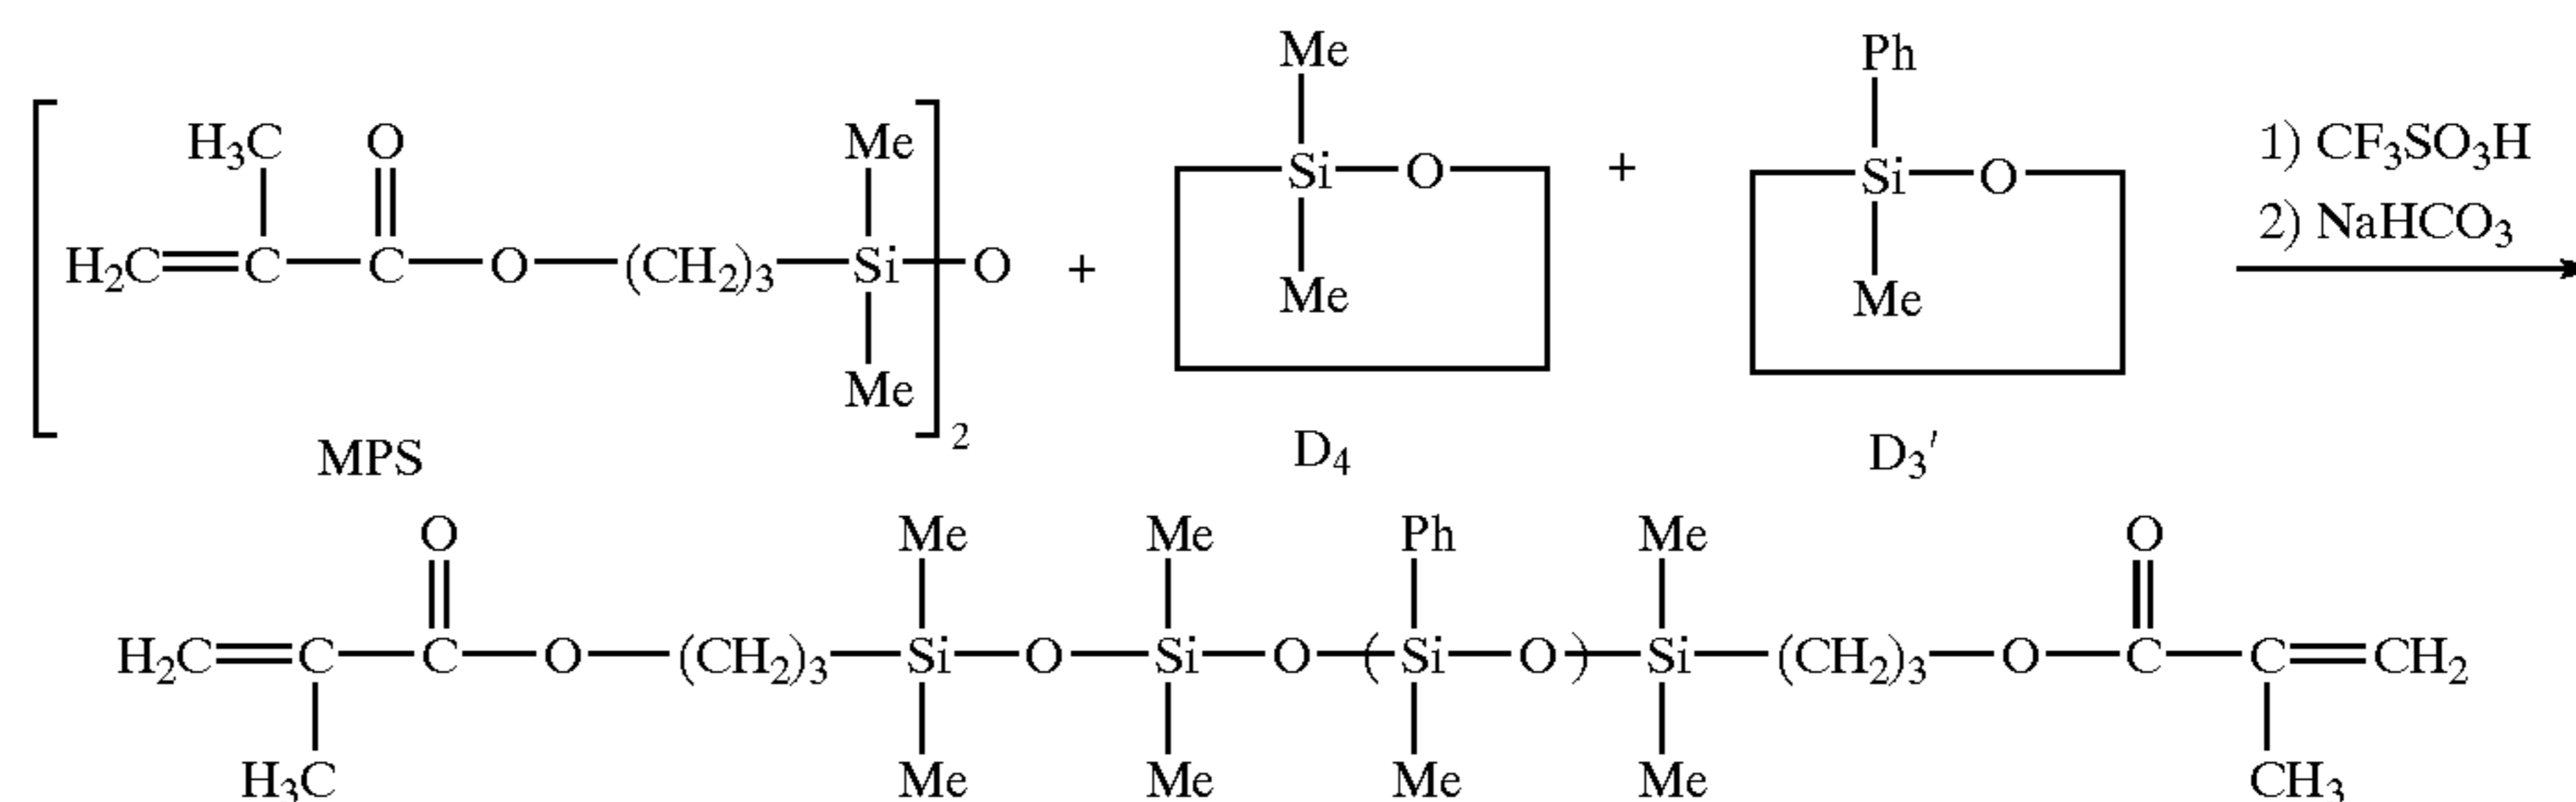 Me Ph
H₃C O Me 1) CF₃SO₃H
Si—O + Si—O 2) NaHCO₃
[H₂C=C—C—O—(CH₂)₃—Si—]₂O + Me Me
Me
MPS D₄ D₃′
O Me Me Ph Me O
H₂C=C—C—O—(CH₂)₃—Si—O—Si—O—(Si—O)—Si—(CH₂)₃—O—C—C=CH₂
H₃C Me Me Me Me CH₃